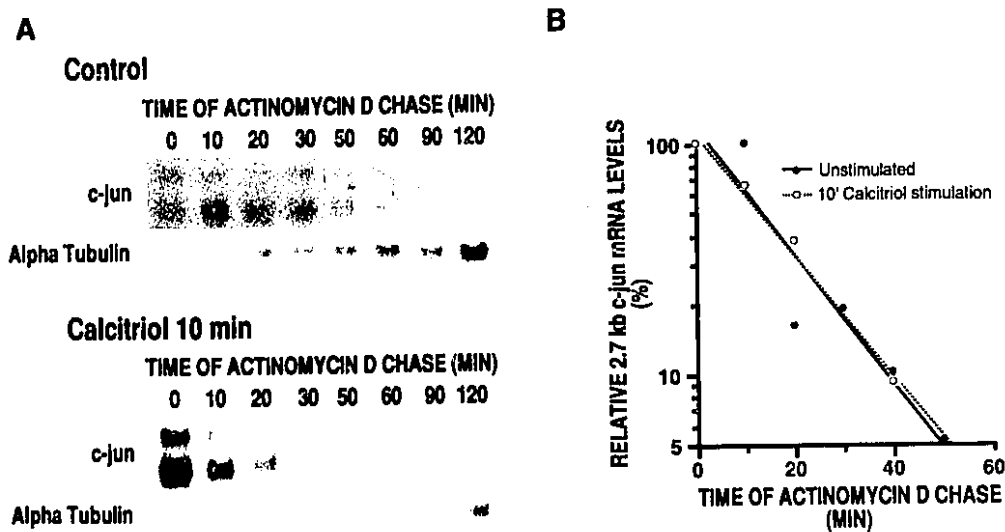 A
Control
TIME OF ACTINOMYCIN D CHASE (MIN)
0 10 20 30 50 60 90 120
c-jun
Alpha Tubulin
Calcitriol 10 min
TIME OF ACTINOMYCIN D CHASE (MIN)
0 10 20 30 50 60 90 120
c-jun
Alpha Tubulin
B
RELATIVE 2.7 kb c-jun mRNA LEVELS
(%)
100
10
5
Unstimulated
10' Calcitriol stimulation
0 20 40 60
TIME OF ACTINOMYCIN D CHASE
(MIN)